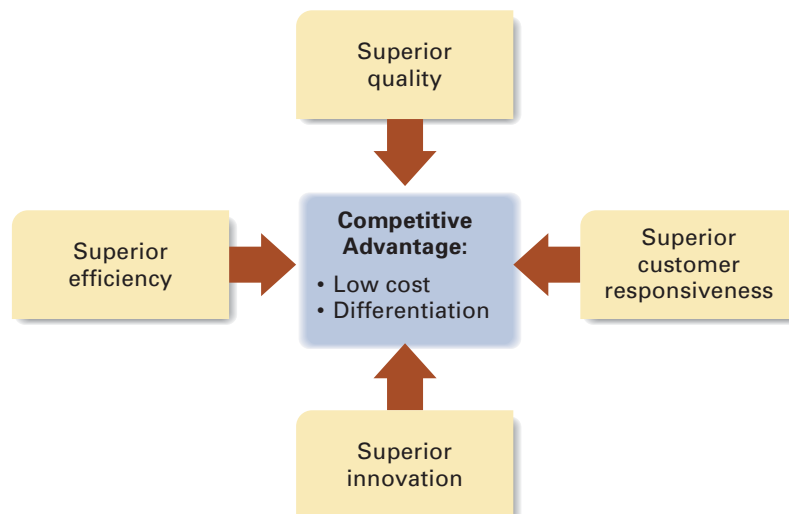 Superior
quality
Superior
efficiency
Competitive
Advantage:
• Low cost
• Differentiation
Superior
customer
responsiveness
Superior
innovation